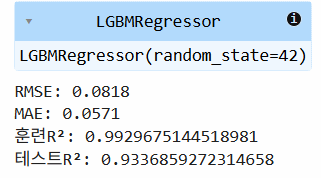 LGBMRegressor
LGBMRegressor(random_state=42)
RMSE: 0.0818
MAE: 0.0571
훈련R²: 0.9929675144518981
테스트R²: 0.9336859272314658